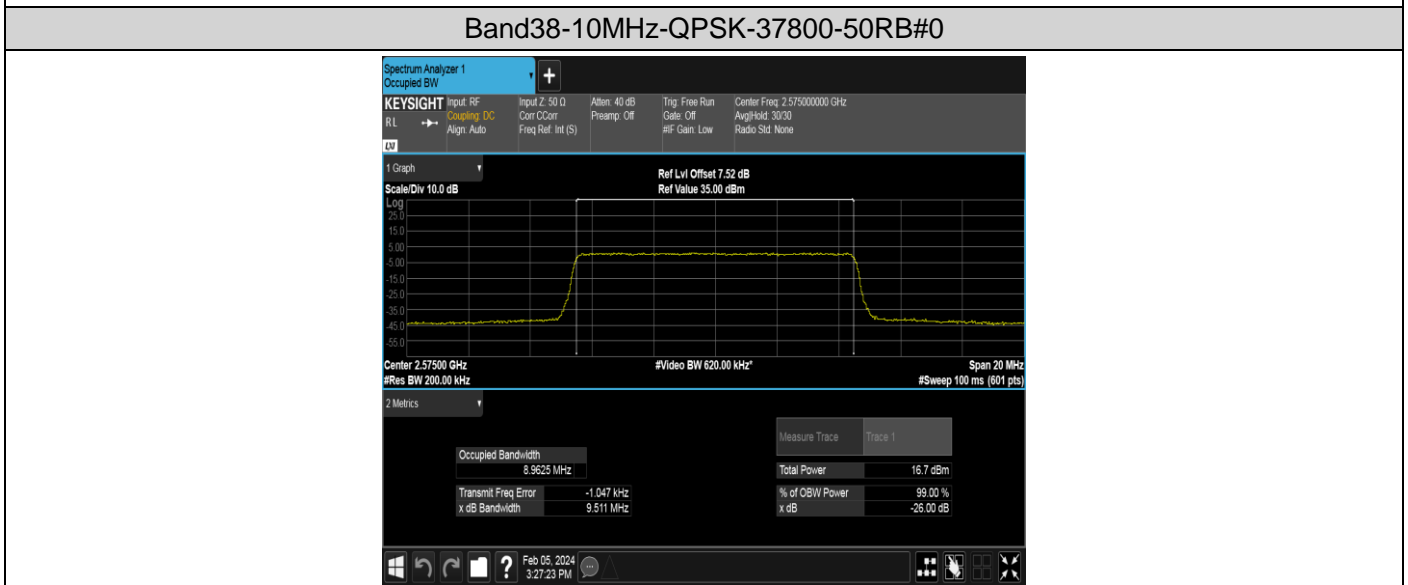 Band38-10MHz-QPSK-37800-50RB#0
Spectrum Analyzer 1
Occupied BW
+
KEYSIGHT Input: RF Input Z: 50 Ω Atten: 40 dB Trig: Free Run Center Freq: 2.575000000 GHz
RL Coupling: DC Corr CCorr Preamp: Off Gate: Off Avg|Hold: 30/30
Align: Auto Freq Ref: Int (S) #IF Gain: Low Radio Std: None
LXI
1 Graph Ref Lvl Offset 7.52 dB
Scale/Div 10.0 dB Ref Value 35.00 dBm
Log
25.0
15.0
5.00
-5.00
-15.0
-25.0
-35.0
-45.0
-55.0
Center 2.57500 GHz #Video BW 620.00 kHz* Span 20 MHz
#Res BW 200.00 kHz #Sweep 100 ms (601 pts)
2 Metrics
Measure Trace Trace 1
Occupied Bandwidth
8.9625 MHz Total Power 16.7 dBm
Transmit Freq Error -1.047 kHz % of OBW Power 99.00 %
x dB Bandwidth 9.511 MHz x dB -26.00 dB
? Feb 05, 2024
3:27:23 PM